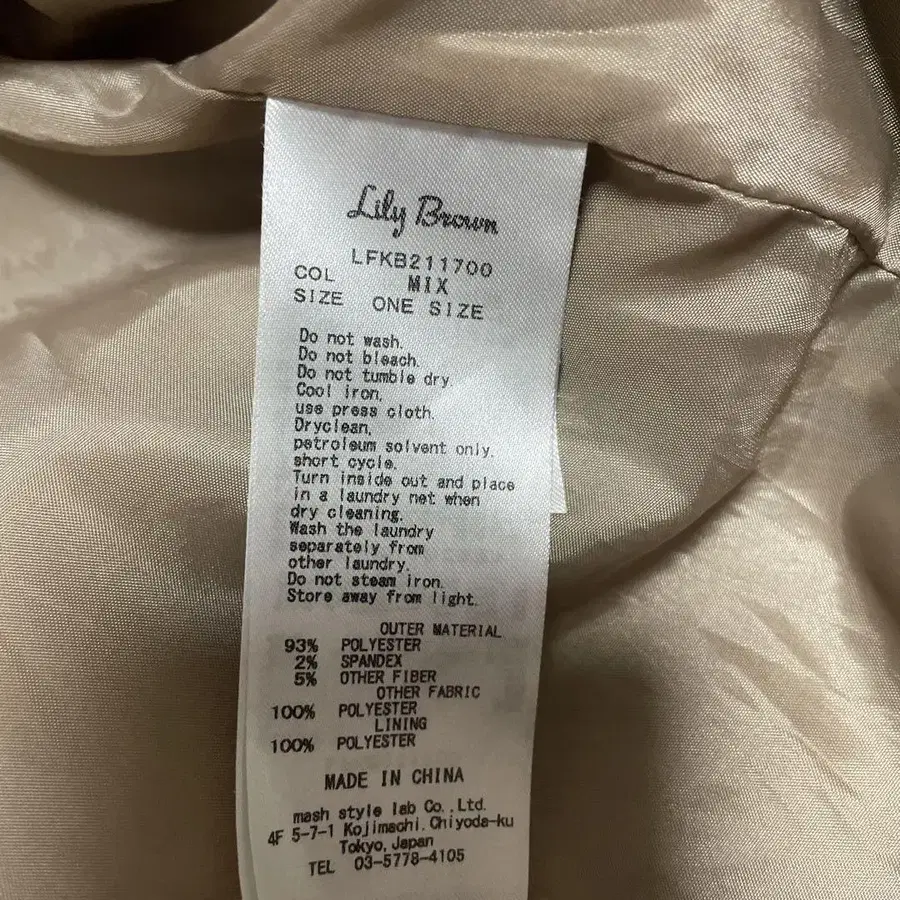 Lily Brown
LFKB211700
COL MIX
SIZE ONE SIZE
Do not wash.
Do not bleach.
Do not tumble dry.
Cool iron,
use press cloth.
Dryclean,
petroleum solvent only,
short cycle.
Turn inside out and place
in a laundry net when
dry cleaning.
Wash the laundry
separately from
other laundry.
Do not steam iron.
Store away from light.
OUTER MATERIAL
93% POLYESTER
2% SPANDEX
5% OTHER FIBER
OTHER FABRIC
100% POLYESTER
LINING
100% POLYESTER
MADE IN CHINA
mash style lab Co.,Ltd.
4F 5-7-1 Kojimachi.Chiyoda-ku
Tokyo,Japan
TEL 03-5778-4105